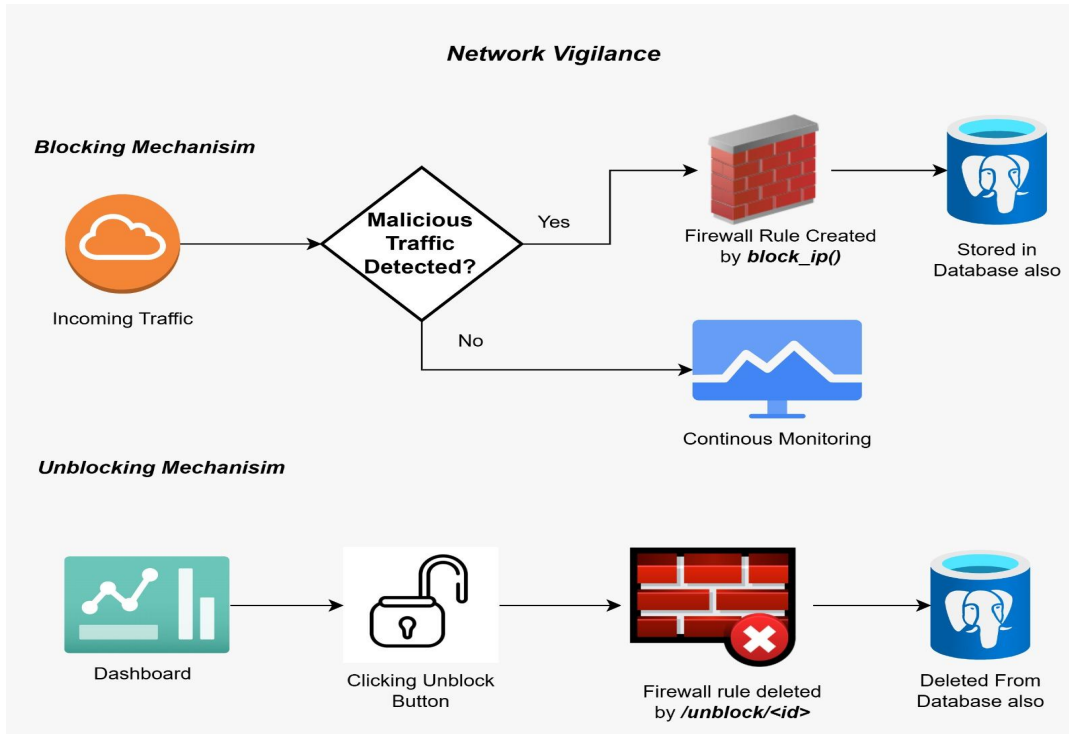 Network Vigilance
Blocking Mechanisim
Malicious
Traffic
Detected?
Yes
No
Incoming Traffic
Firewall Rule Created
by block_ip()
Stored in
Database also
Continous Monitoring
Unblocking Mechanisim
Dashboard
Clicking Unblock
Button
Firewall rule deleted
by /unblock/<id>
Deleted From
Database also